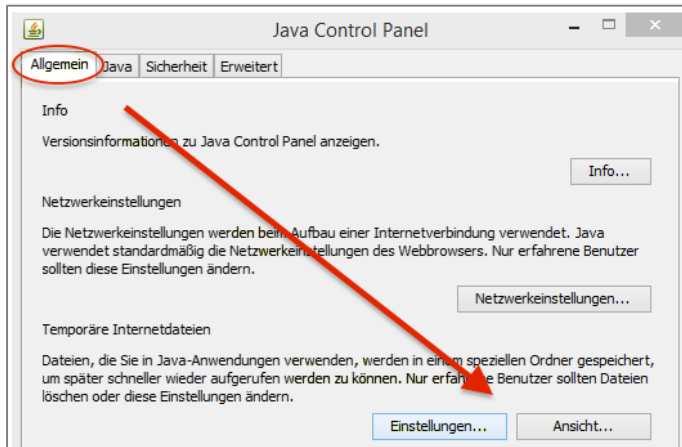 Java Control Panel
Allgemein Java Sicherheit Erweitert
Info
Versionsinformationen zu Java Control Panel anzeigen.
Info...
Netzwerkeinstellungen
Die Netzwerkeinstellungen werden beim Aufbau einer Internetverbindung verwendet. Java
verwendet standardmäßig die Netzwerkeinstellungen des Webbrowsers. Nur erfahrene Benutzer
sollten diese Einstellungen ändern.
Netzwerkeinstellungen...
Temporäre Internetdateien
Dateien, die Sie in Java-Anwendungen verwenden, werden in einem speziellen Ordner gespeichert,
um später schneller wieder aufgerufen werden zu können. Nur erfahrene Benutzer sollten Dateien
löschen oder diese Einstellungen ändern.
Einstellungen... Ansicht...